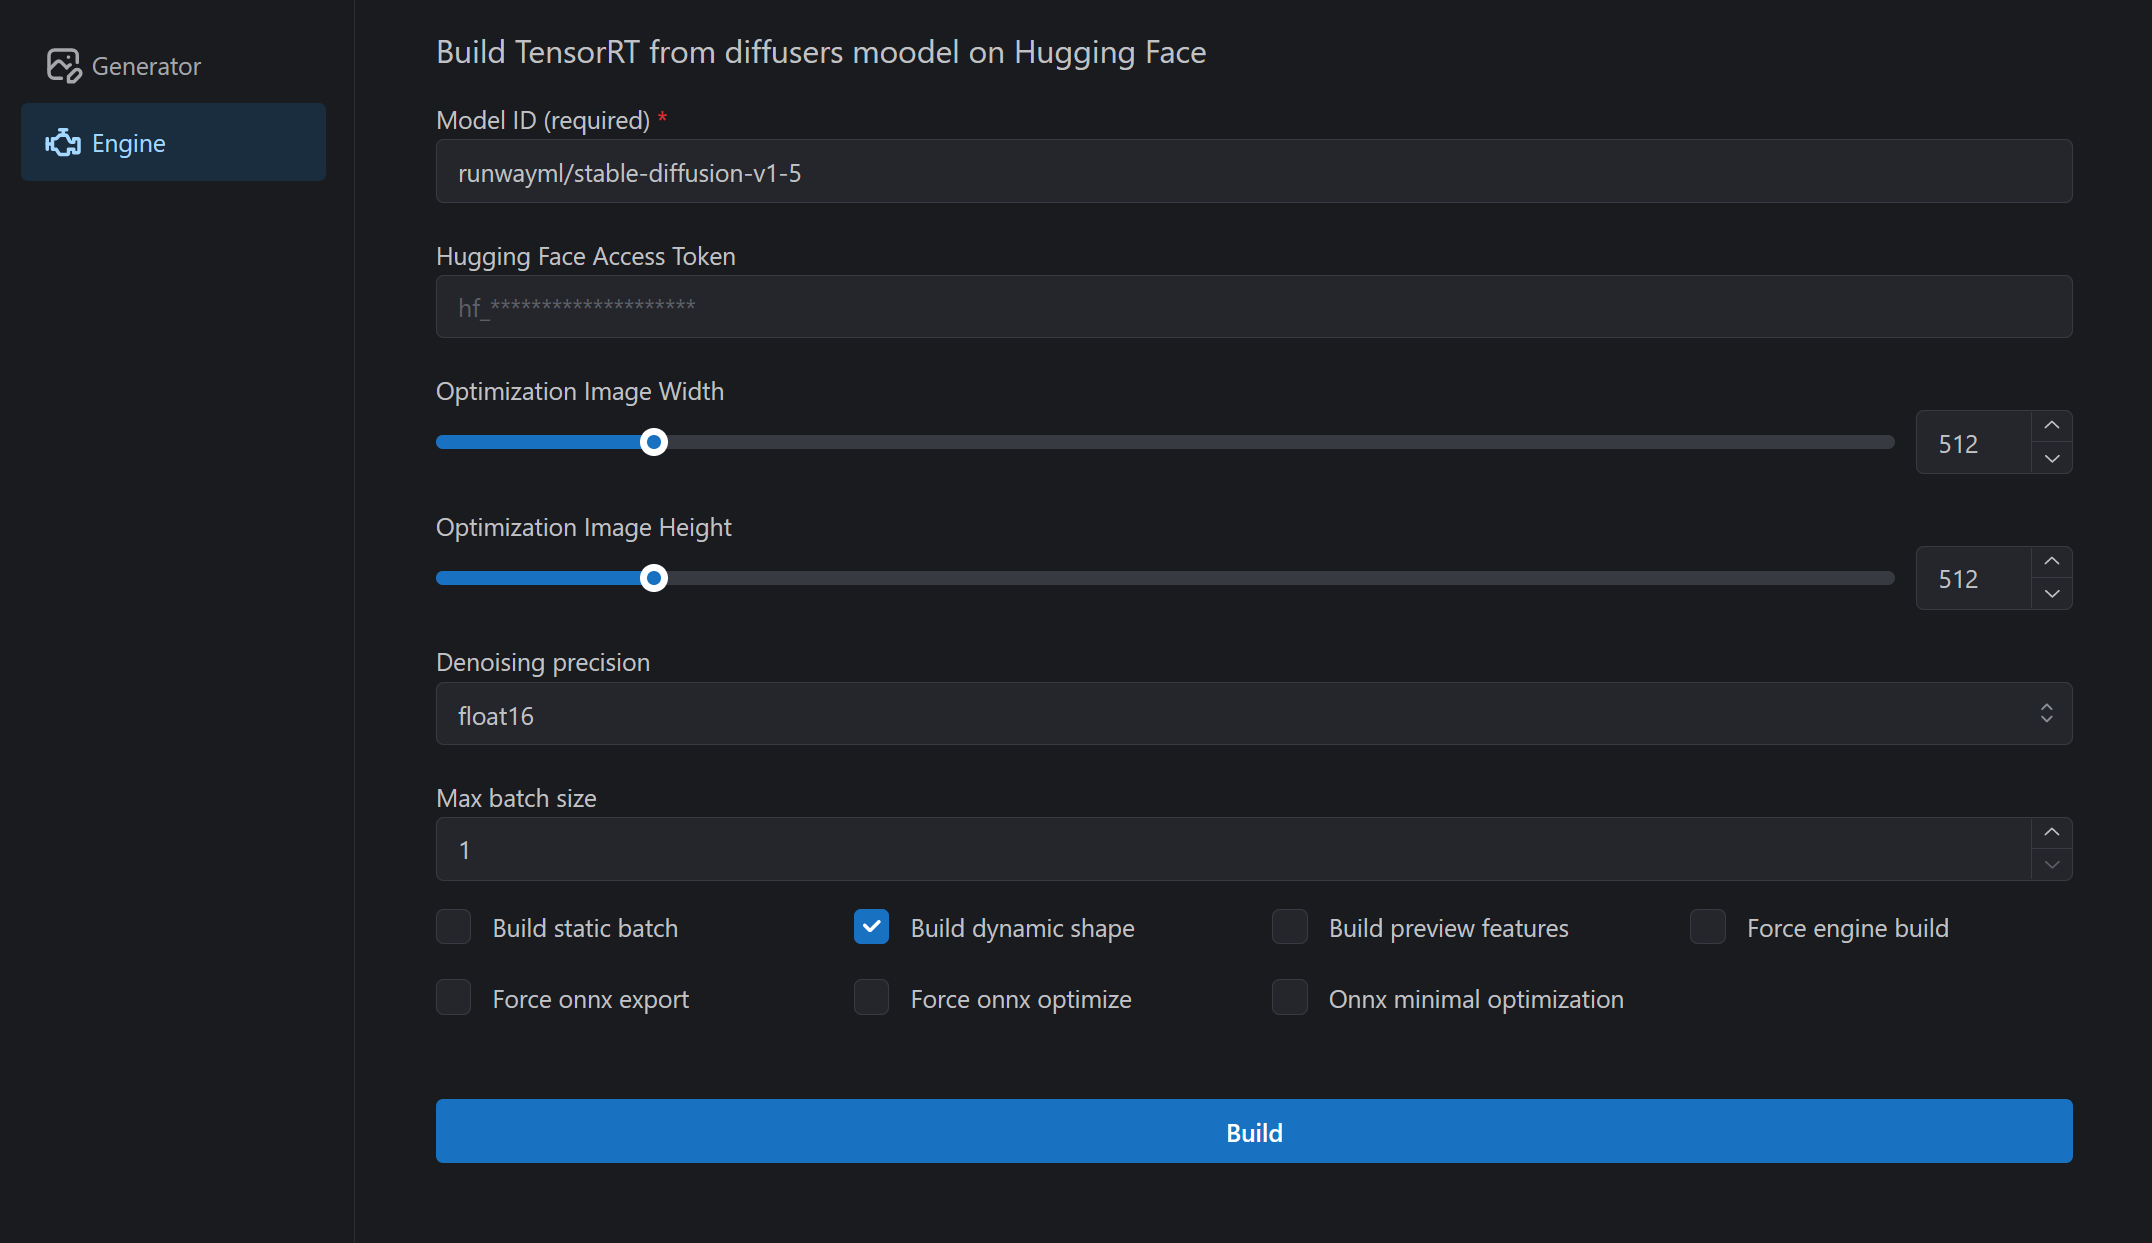 Generator
Engine
Build TensorRT from diffusers moodel on Hugging Face
Model ID (required) *
runwayml/stable-diffusion-v1-5
Hugging Face Access Token
hf_********************
Optimization Image Width
512
Optimization Image Height
512
Denoising precision
float16
Max batch size
1
Build static batch Build dynamic shape Build preview features Force engine build
Force onnx export Force onnx optimize Onnx minimal optimization
Build